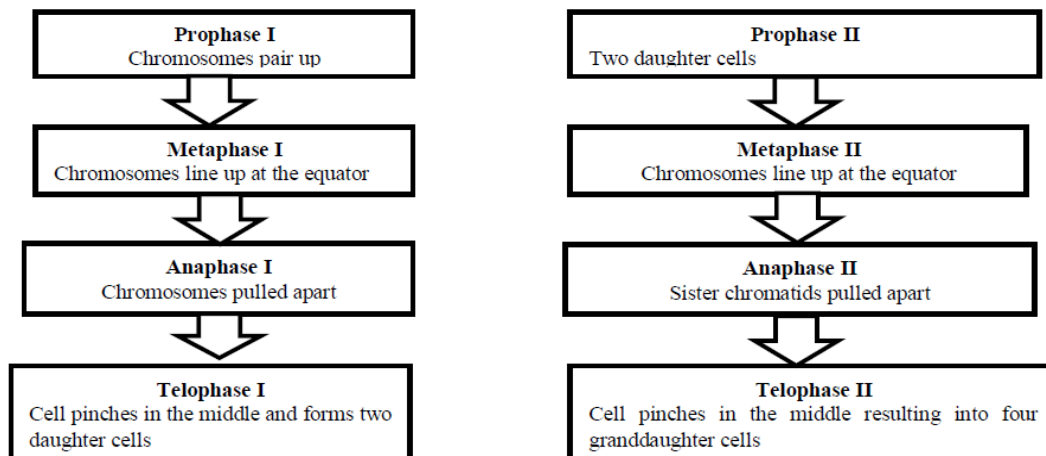 Prophase I
Chromosomes pair up
Metaphase I
Chromosomes line up at the equator
Anaphase I
Chromosomes pulled apart
Telophase I
Cell pinches in the middle and forms two
daughter cells
Prophase II
Two daughter cells
Metaphase II
Chromosomes line up at the equator
Anaphase II
Sister chromatids pulled apart
Telophase II
Cell pinches in the middle resulting into four
granddaughter cells